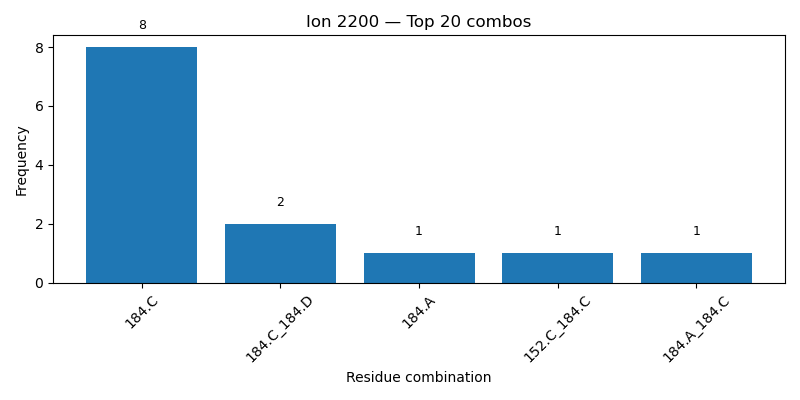 Ion 2200 — Top 20 combos
8
2
1
1
1
Frequency
8
6
4
2
0
184.C
184.C_184.D
184.A
152.C_184.C
184.A_184.C
Residue combination